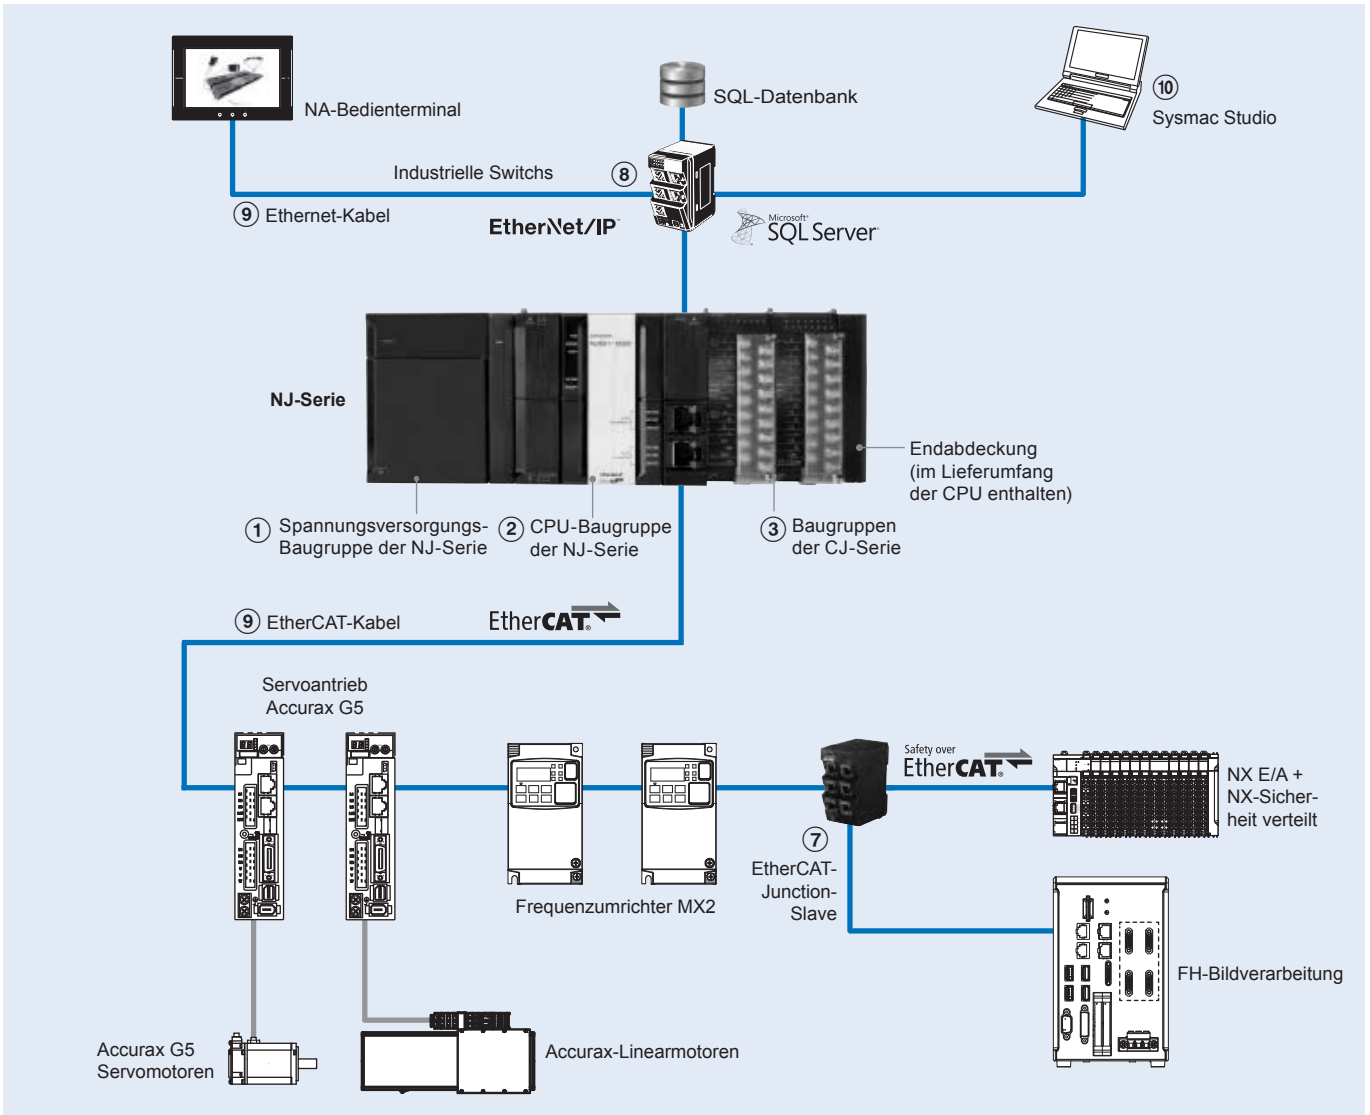 NA-Bedienterminal
SQL-Datenbank
10
Sysmac Studio
Industrielle Switchs
8
9 Ethernet-Kabel
EtherNet/IP™
Microsoft®
SQL Server®
NJ-Serie
Endabdeckung
(im Lieferumfang
der CPU enthalten)
1 Spannungsversorgungs-
Baugruppe der NJ-Serie
2 CPU-Baugruppe
der NJ-Serie
3 Baugruppen
der CJ-Serie
9 EtherCAT-Kabel
EtherCAT®
Servoantrieb
Accurax G5
Safety over
EtherCAT®
NX E/A +
NX-Sicher-
heit verteilt
7
EtherCAT-
Junction-
Slave
Frequenzumrichter MX2
FH-Bildverarbeitung
Accurax G5
Servomotoren
Accurax-Linearmotoren